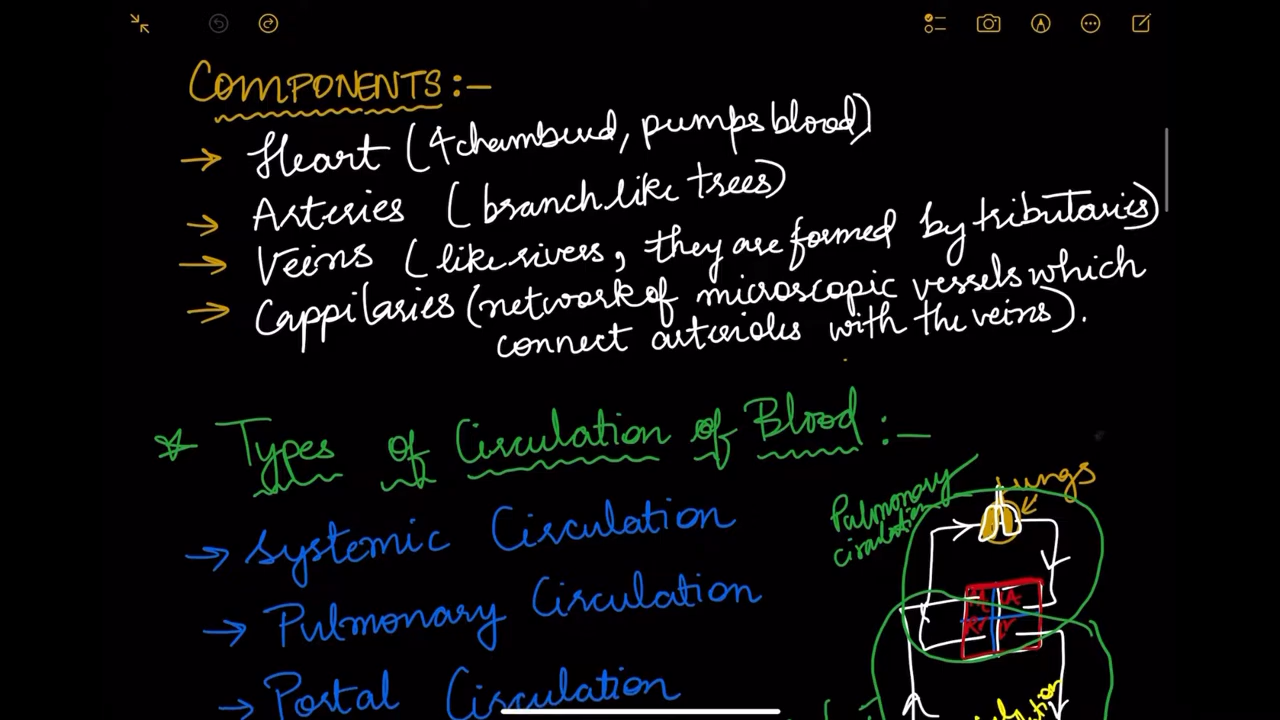 COMPONENTS :-
→ Heart (4 chambered, pumps blood)
→ Arteries (branch like trees)
→ Veins (like rivers, they are formed by tributaries)
→ Cappilaries (network of microscopic vessels which
connect arterioles with the veins).
* Types of Circulation of Blood :-
Lungs
Pulmonary
circulation
→ Systemic Circulation
→ Pulmonary Circulation
→ Portal Circulation